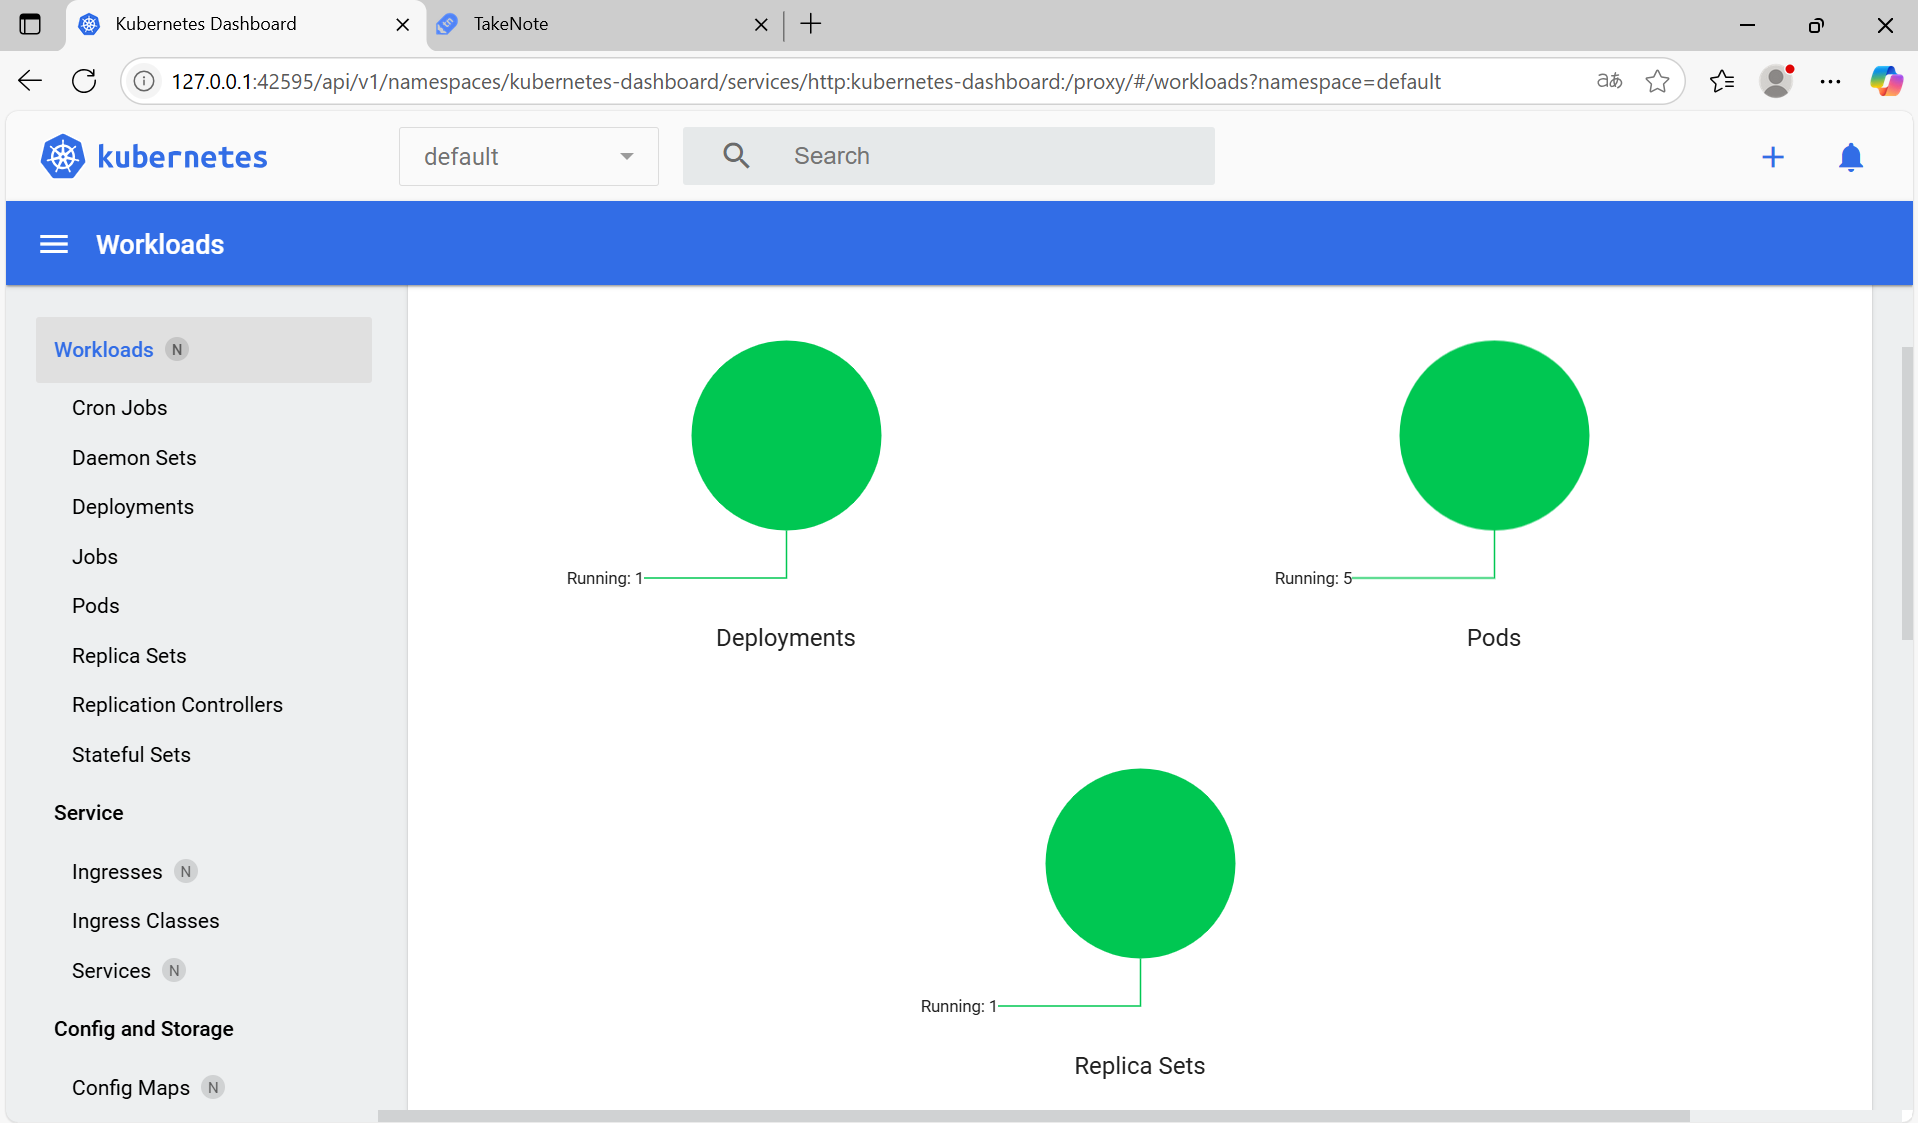 Kubernetes Dashboard
TakeNote
127.0.0.1:42595/api/v1/namespaces/kubernetes-dashboard/services/http:kubernetes-dashboard:/proxy/#/workloads?namespace=default
aあ
kubernetes
default
Search
Workloads
Workloads N
Cron Jobs
Daemon Sets
Deployments
Jobs
Pods
Replica Sets
Replication Controllers
Stateful Sets
Service
Ingresses N
Ingress Classes
Services N
Config and Storage
Config Maps N
Running: 1
Deployments
Running: 5
Pods
Running: 1
Replica Sets